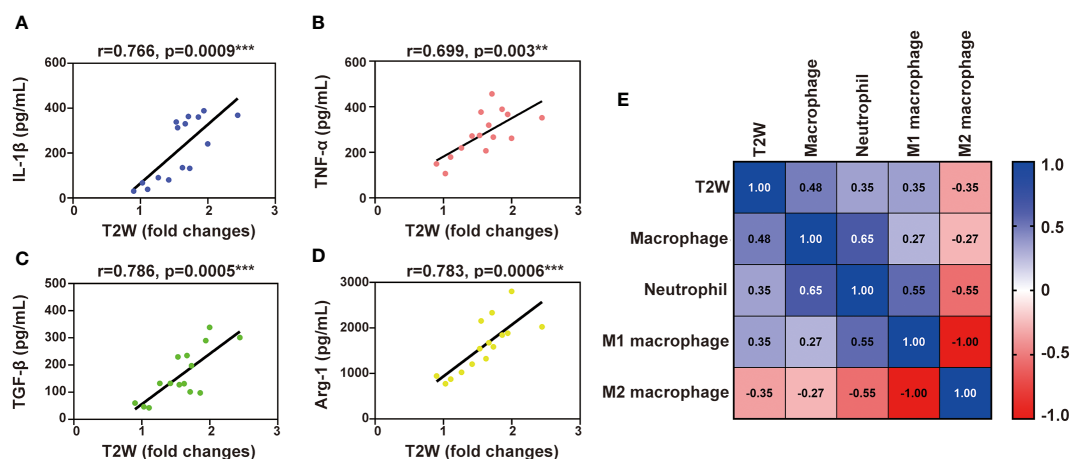 A
r=0.766, p=0.0009***
600
400
200
0
0
1
2
3
IL-1β (pg/mL)
T2W (fold changes)
B
r=0.699, p=0.003**
600
400
200
0
0
1
2
3
TNF-α (pg/mL)
T2W (fold changes)
C
r=0.786, p=0.0005***
500
400
300
200
100
0
0
1
2
3
TGF-β (pg/mL)
T2W (fold changes)
D
r=0.783, p=0.0006***
3000
2000
1000
0
0
1
2
3
Arg-1 (pg/mL)
T2W (fold changes)
E
T2W
Macrophage
Neutrophil
M1 macrophage
M2 macrophage
T2W 1.00 0.48 0.35 0.35 -0.35
Macrophage 0.48 1.00 0.65 0.27 -0.27
Neutrophil 0.35 0.65 1.00 0.55 -0.55
M1 macrophage 0.35 0.27 0.55 1.00 -1.00
M2 macrophage -0.35 -0.27 -0.55 -1.00 1.00
1.0
0.5
0
-0.5
-1.0